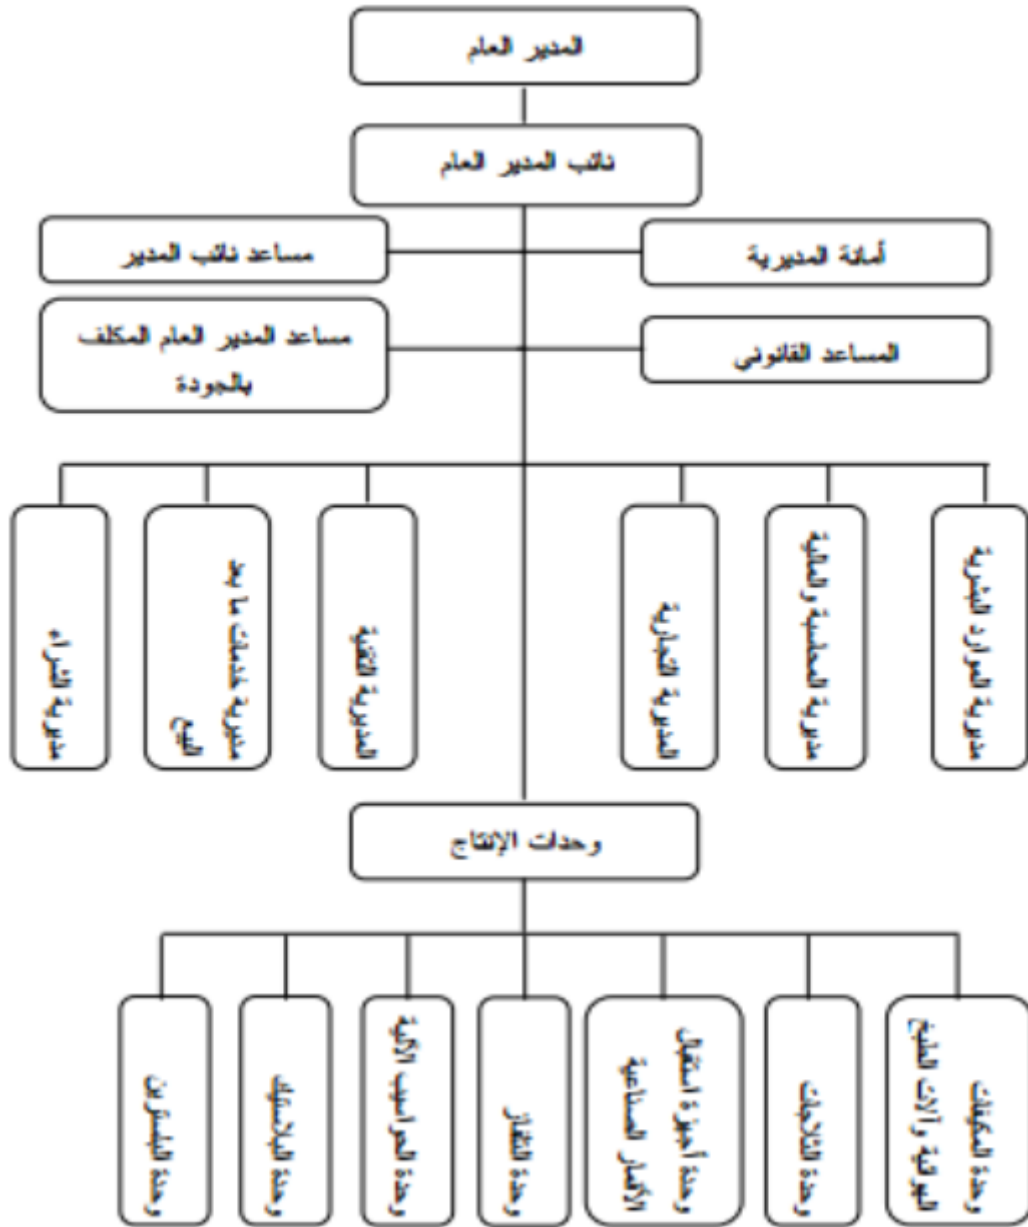 المدير العام
نائب المدير العام
أمانة المديرية
مساعد نائب المدير
المساعد القانوني
مساعد المدير العام المكلف
بالجودة
مديرية الموارد البشرية
مديرية المحاسبة والمالية
المديرية التجارية
المديرية التقنية
مديرية خدمات ما بعد
البيع
مديرية الشراء
وحدات الإنتاج
وحدة المكيفات
الهوائية وآلات الطبخ
وحدة الثلاجات
وحدة أجهزة استقبال
الأقمار الصناعية
وحدة التلفاز
وحدة الحواسيب الآلية
وحدة البلاستيك
وحدة البلسترين